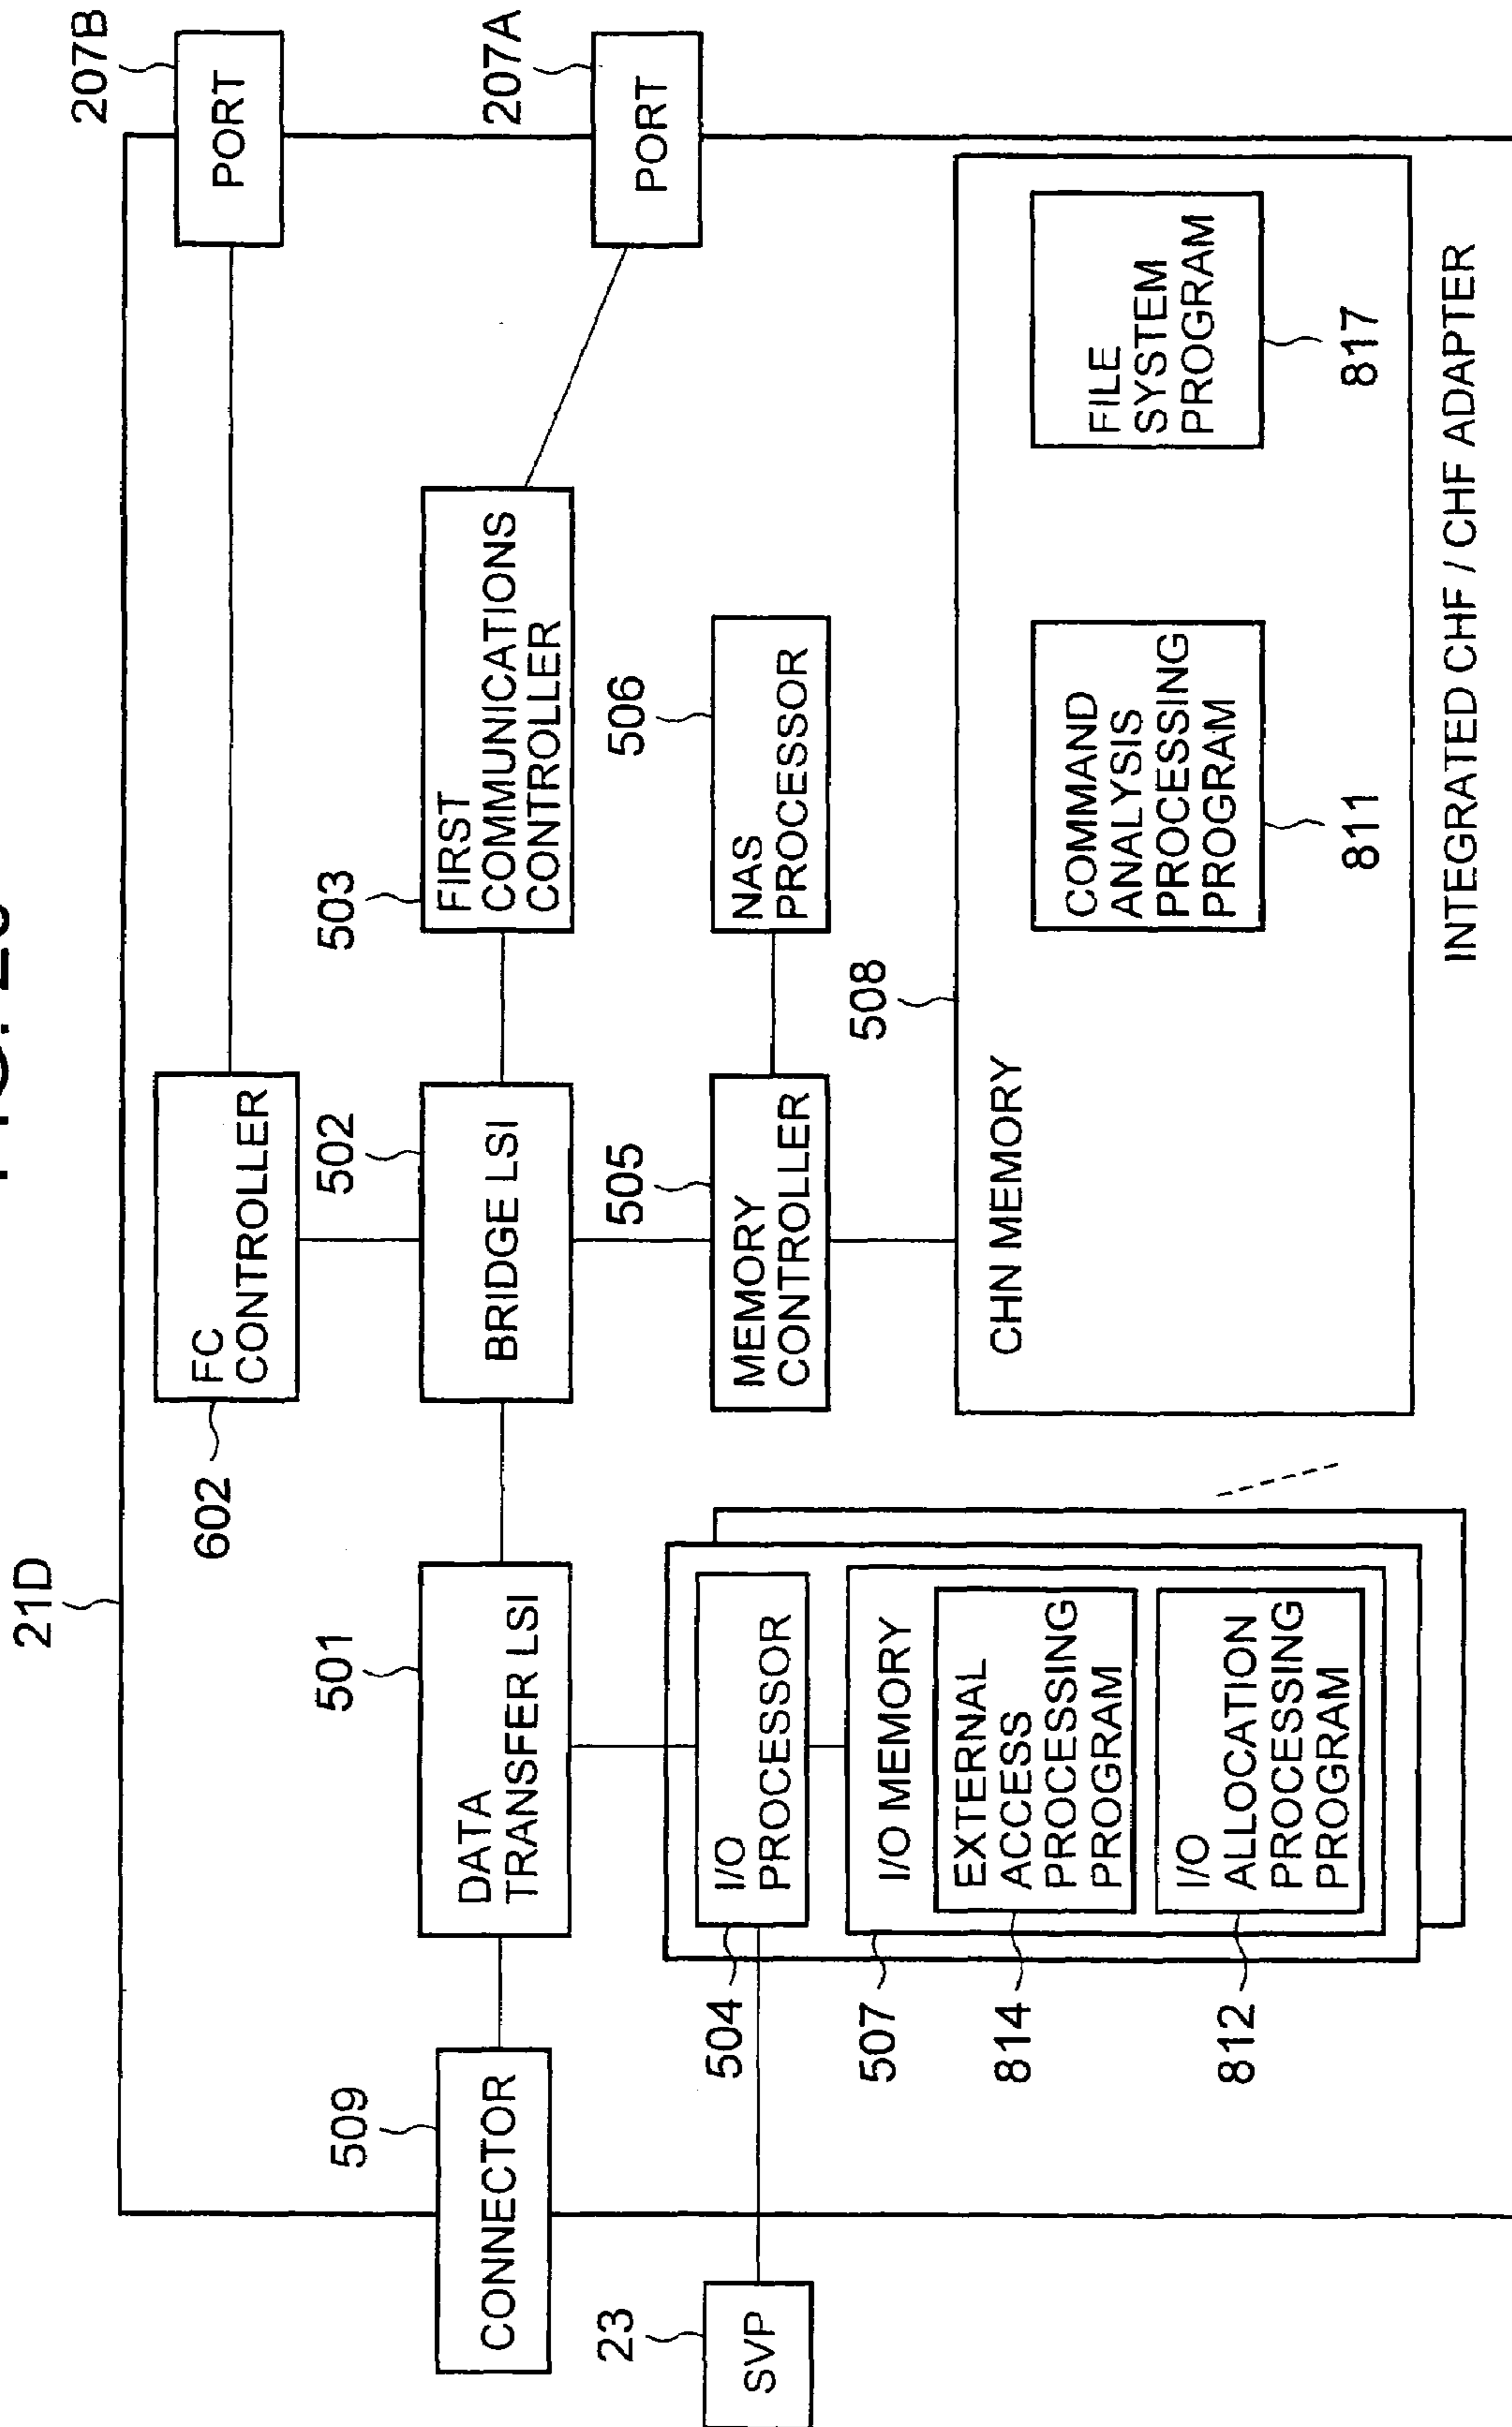 21D
207B
602
FC
CONTROLLER
PORT
509
501
502
503
207A
CONNECTOR
DATA
TRANSFER LSI
BRIDGE LSI
FIRST
COMMUNICATIONS
CONTROLLER
PORT
23
SVP
504
I/O
PROCESSOR
505
MEMORY
CONTROLLER
506
NAS
PROCESSOR
507
I/O MEMORY
814
EXTERNAL
ACCESS
PROCESSING
PROGRAM
812
I/O
ALLOCATION
PROCESSING
PROGRAM
508
CHN MEMORY
COMMAND
ANALYSIS
PROCESSING
PROGRAM
811
FILE
SYSTEM
PROGRAM
817
INTEGRATED CHF / CHF ADAPTER